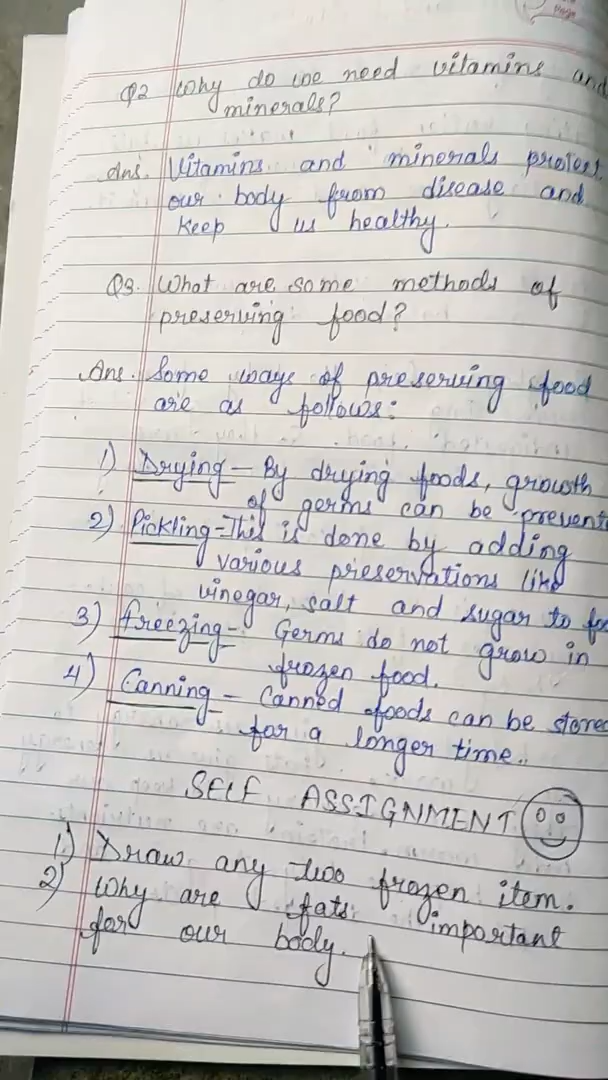 Q2 Why do we need vitamins and
minerals?
Ans. Vitamins and minerals protect
our body from disease and
keep us healthy.
Q3. What are some methods of
preserving food?
Ans. Some ways of preserving food
are as follows:
1) Drying - By drying foods, growth
of germs can be prevent
2) Pickling - This is done by adding
various preservations like
vinegar, salt and sugar to fo
3) Freezing - Germs do not grow in
frozen food.
4) Canning - Canned foods can be stored
for a longer time.
SELF ASSIGNMENT
1) Draw any two frozen item.
2) Why are fats important
for our body.